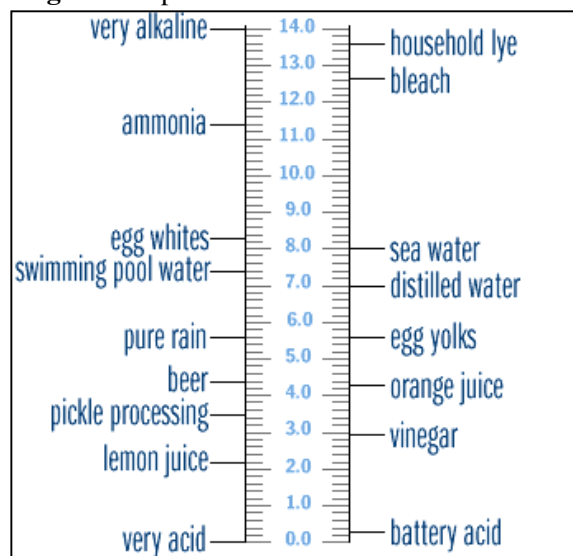 very alkaline
ammonia
egg whites
swimming pool water
pure rain
beer
pickle processing
lemon juice
very acid
14.0
13.0
12.0
11.0
10.0
9.0
8.0
7.0
6.0
5.0
4.0
3.0
2.0
1.0
0.0
household lye
bleach
sea water
distilled water
egg yolks
orange juice
vinegar
battery acid